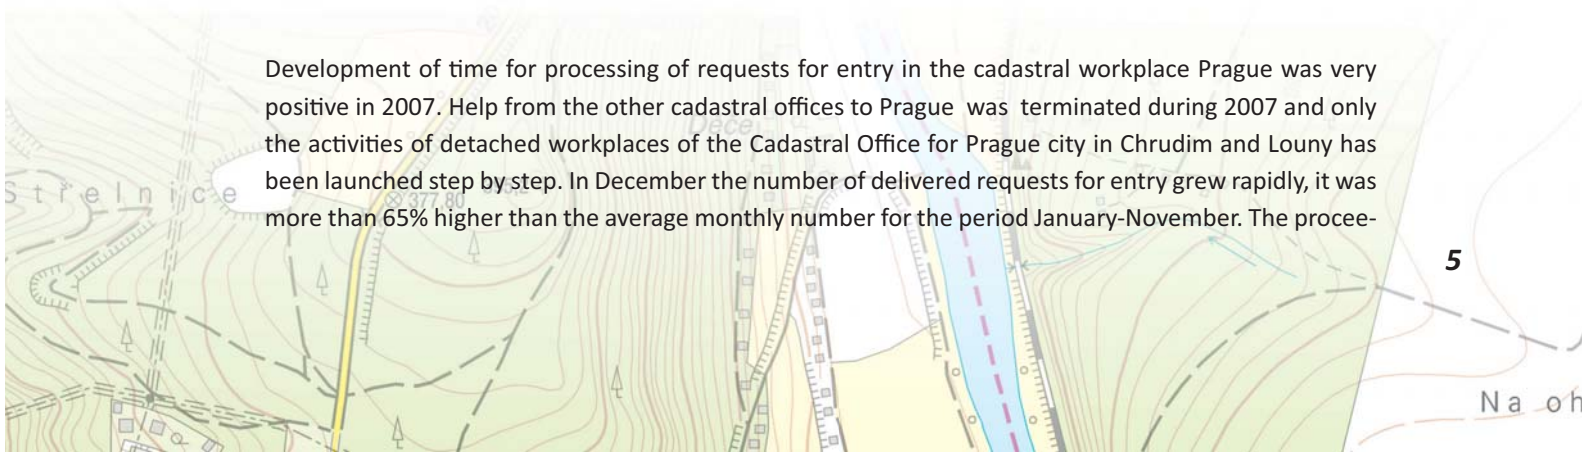 Development of time for processing of requests for entry in the cadastral workplace Prague was very
positive in 2007. Help from the other cadastral offices to Prague was terminated during 2007 and only
the activities of detached workplaces of the Cadastral Office for Prague city in Chrudim and Louny has
been launched step by step. In December the number of delivered requests for entry grew rapidly, it was
Střelnice
377.80
more than 65% higher than the average monthly number for the period January-November. The procee-
5
Na oh